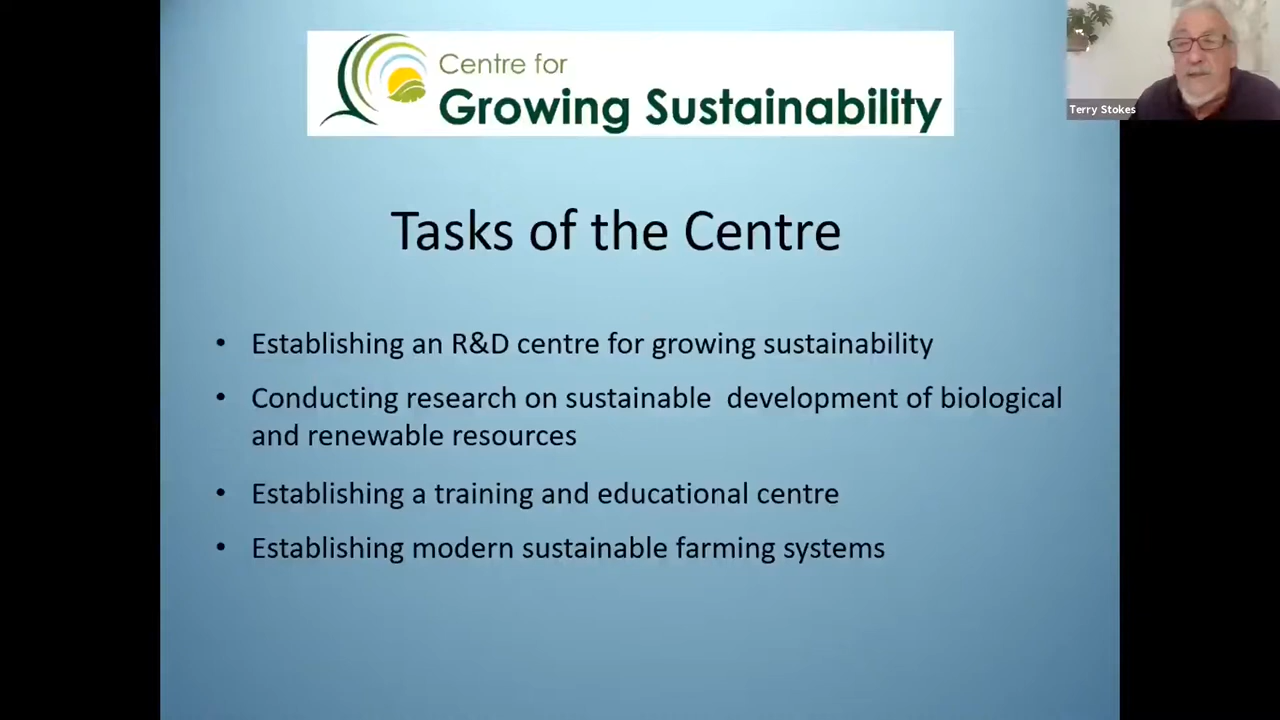 Centre for
Growing Sustainability
Terry Stokes
Tasks of the Centre
• Establishing an R&D centre for growing sustainability
• Conducting research on sustainable  development of biological
and renewable resources
• Establishing a training and educational centre
• Establishing modern sustainable farming systems